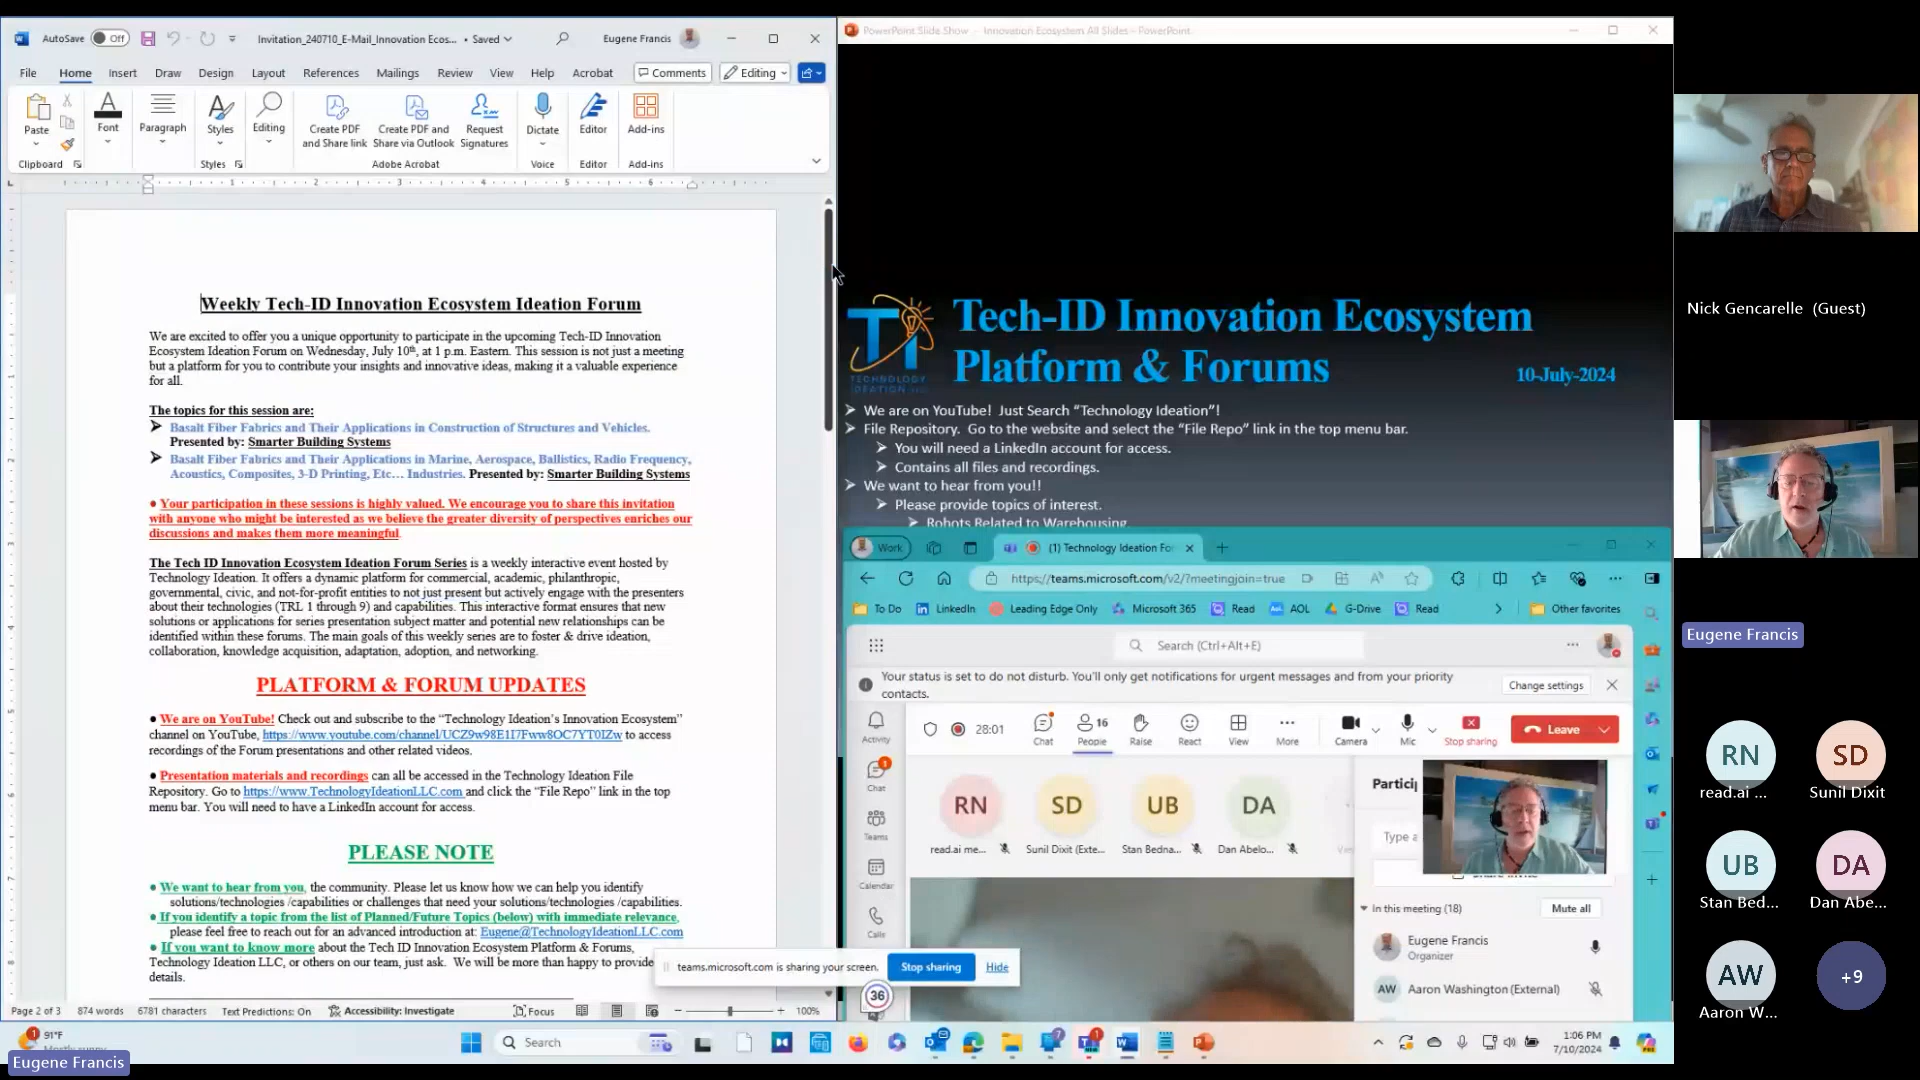 AutoSave Off
Invitation_240710_E-Mail_Innovation Ecos... • Saved
Eugene Francis
File Home Insert Draw Design Layout References Mailings Review View Help Acrobat Comments Editing
Paste
Font
Paragraph
Styles
Editing
Create PDF and Share link
Create PDF and Share via Outlook
Request Signatures
Dictate
Editor
Add-ins
Clipboard Styles Adobe Acrobat Voice Editor Add-ins
Weekly Tech-ID Innovation Ecosystem Ideation Forum
We are excited to offer you a unique opportunity to participate in the upcoming Tech-ID Innovation
Ecosystem Ideation Forum on Wednesday, July 10th, at 1 p.m. Eastern. This session is not just a meeting
but a platform for you to contribute your insights and innovative ideas, making it a valuable experience
for all.
The topics for this session are:
➢ Basalt Fiber Fabrics and Their Applications in Construction of Structures and Vehicles.
Presented by: Smarter Building Systems
➢ Basalt Fiber Fabrics and Their Applications in Marine, Aerospace, Ballistics, Radio Frequency,
Acoustics, Composites, 3-D Printing, Etc… Industries. Presented by: Smarter Building Systems
● Your participation in these sessions is highly valued. We encourage you to share this invitation
with anyone who might be interested as we believe the greater diversity of perspectives enriches our
discussions and makes them more meaningful.
The Tech ID Innovation Ecosystem Ideation Forum Series is a weekly interactive event hosted by
Technology Ideation. It offers a dynamic platform for commercial, academic, philanthropic,
governmental, civic, and not-for-profit entities to not just present but actively engage with the presenters
about their technologies (TRL 1 through 9) and capabilities. This interactive format ensures that new
solutions or applications for series presentation subject matter and potential new relationships can be
identified within these forums. The main goals of this weekly series are to foster & drive ideation,
collaboration, knowledge acquisition, adaptation, adoption, and networking.
PLATFORM & FORUM UPDATES
● We are on YouTube! Check out and subscribe to the “Technology Ideation’s Innovation Ecosystem”
channel on YouTube, https://www.youtube.com/channel/UCZ9w98E1I7Fww8OC7YT0IZw to access
recordings of the Forum presentations and other related videos.
● Presentation materials and recordings can all be accessed in the Technology Ideation File
Repository. Go to https://www.TechnologyIdeationLLC.com and click the “File Repo” link in the top
menu bar. You will need to have a LinkedIn account for access.
PLEASE NOTE
● We want to hear from you, the community. Please let us know how we can help you identify
solutions/technologies /capabilities or challenges that need your solutions/technologies /capabilities.
● If you identify a topic from the list of Planned/Future Topics (below) with immediate relevance,
please feel free to reach out for an advanced introduction at: Eugene@TechnologyIdeationLLC.com
● If you want to know more about the Tech ID Innovation Ecosystem Platform & Forums,
Technology Ideation LLC, or others on our team, just ask. We will be more than happy to provide
details.
Page 2 of 3 874 words 6781 characters Text Predictions: On Accessibility: Investigate Focus 100%
PowerPoint Slide Show - Innovation Ecosystem All Slides - PowerPoint
TI
TECHNOLOGY
IDEATION
Tech-ID Innovation Ecosystem
Platform & Forums 10-July-2024
➢ We are on YouTube! Just Search “Technology Ideation”!
➢ File Repository. Go to the website and select the “File Repo” link in the top menu bar.
➢ You will need a LinkedIn account for access.
➢ Contains all files and recordings.
➢ We want to hear from you!!
➢ Please provide topics of interest.
➢ Robots Related to Warehousing
Work (1) Technology Ideation For
https://teams.microsoft.com/v2/?meetingjoin=true
To Do LinkedIn Leading Edge Only Microsoft 365 Read AOL G-Drive Read Other favorites
Search (Ctrl+Alt+E)
Your status is set to do not disturb. You'll only get notifications for urgent messages and from your priority
contacts.
Change settings
Activity
Chat
Teams
Calendar
Calls
28:01 Chat People 16 Raise React View More Camera Mic Stop sharing Leave
RN SD UB DA
read.ai me... Sunil Dixit (Exte... Stan Bedna... Dan Abelo...
Partici
Type a
In this meeting (18) Mute all
Eugene Francis
Organizer
AW Aaron Washington (External)
teams.microsoft.com is sharing your screen. Stop sharing Hide
36
91°F
Search
1:06 PM
7/10/2024
Eugene Francis
Nick Gencarelle (Guest)
Eugene Francis
RN SD
read.ai ... Sunil Dixit
UB DA
Stan Bed... Dan Abe...
AW +9
Aaron W...